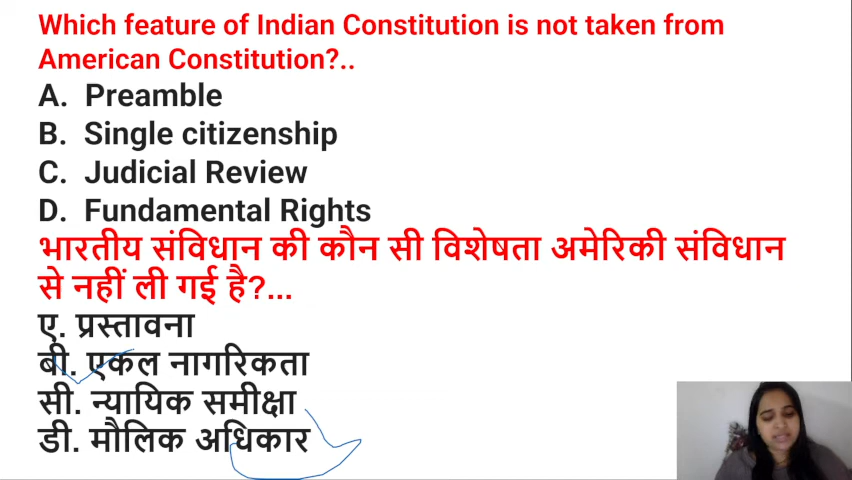 Which feature of Indian Constitution is not taken from
American Constitution?..
A. Preamble
B. Single citizenship
C. Judicial Review
D. Fundamental Rights
भारतीय संविधान की कौन सी विशेषता अमेरिकी संविधान
से नहीं ली गई है?...
ए. प्रस्तावना
बी. एकल नागरिकता
सी. न्यायिक समीक्षा
डी. मौलिक अधिकार